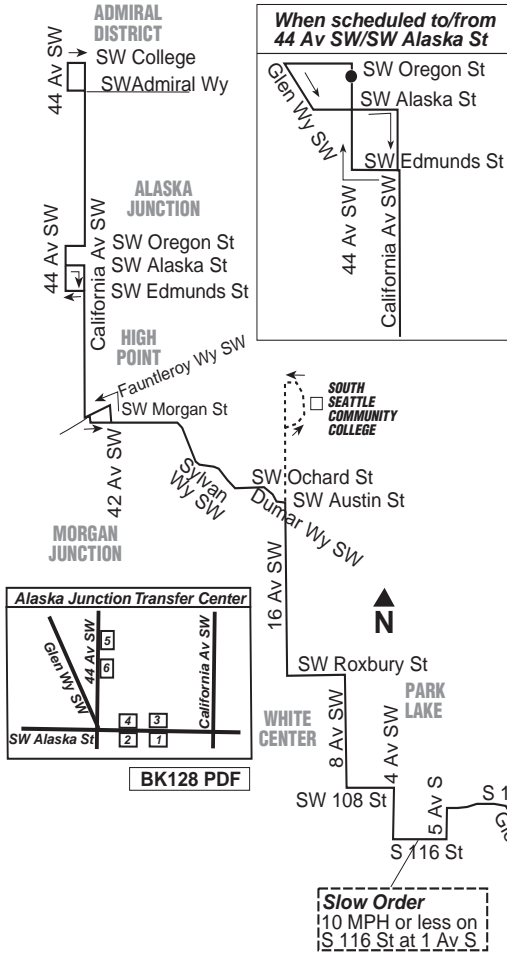 ADMIRAL
DISTRICT
SW College
SWAdmiral Wy
44 Av SW
ALASKA
JUNCTION
44 Av SW
California Av SW
SW Oregon St
SW Alaska St
SW Edmunds St
HIGH
POINT
Fauntleroy Wy SW
SW Morgan St
42 Av SW
MORGAN
JUNCTION
Sylvan
Wy SW
When scheduled to/from
44 Av SW/SW Alaska St
Glen Wy SW
SW Oregon St
SW Alaska St
SW Edmunds St
44 Av SW
California Av SW
SOUTH
SEATTLE
COMMUNITY
COLLEGE
SW Ochard St
SW Austin St
Dumar Wy SW
16 Av SW
N
SW Roxbury St
PARK
LAKE
WHITE
CENTER
8 Av SW
4 Av SW
SW 108 St
5 Av S
S 1
S 116 St
Alaska Junction Transfer Center
Glen Wy SW
44 Av SW
5
6
California Av SW
4
3
SW Alaska St
2
1
BK128 PDF
Slow Order
10 MPH or less on
S 116 St at 1 Av S